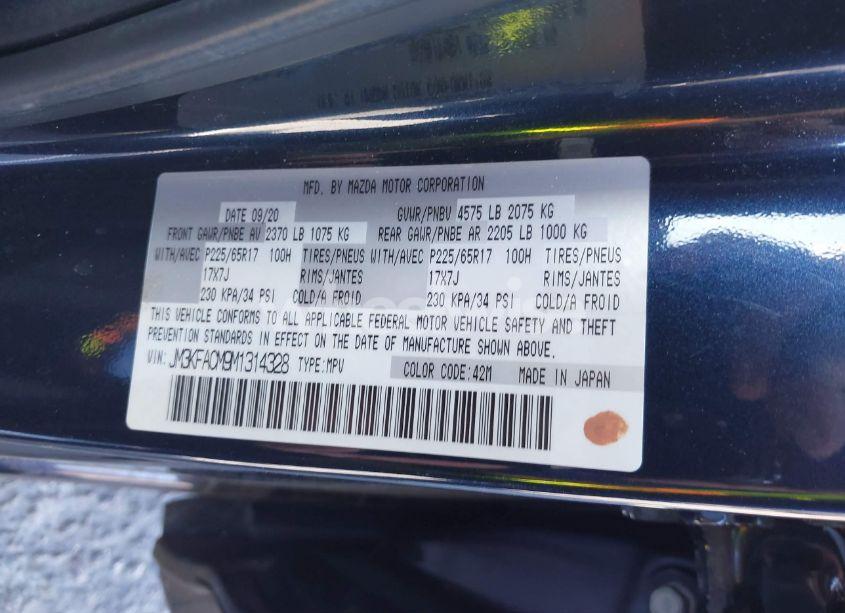 MFD. BY MAZDA MOTOR CORPORATION
DATE 09/20 GVWR/PNBV 4575 LB 2075 KG
FRONT GAWR/PNBE AV 2370 LB 1075 KG REAR GAWR/PNBE AR 2205 LB 1000 KG
WITH/AVEC P225/65R17 100H TIRES/PNEUS WITH/AVEC P225/65R17 100H TIRES/PNEUS
17X7J RIMS/JANTES 17X7J RIMS/JANTES
230 KPA/34 PSI COLD/A FROID 230 KPA/34 PSI COLD/A FROID
THIS VEHICLE CONFORMS TO ALL APPLICABLE FEDERAL MOTOR VEHICLE SAFETY AND THEFT
PREVENTION STANDARDS IN EFFECT ON THE DATE OF MANUFACTURE SHOWN ABOVE.
VIN: JM3KFACM9M1314328 TYPE:MPV COLOR CODE:42M MADE IN JAPAN